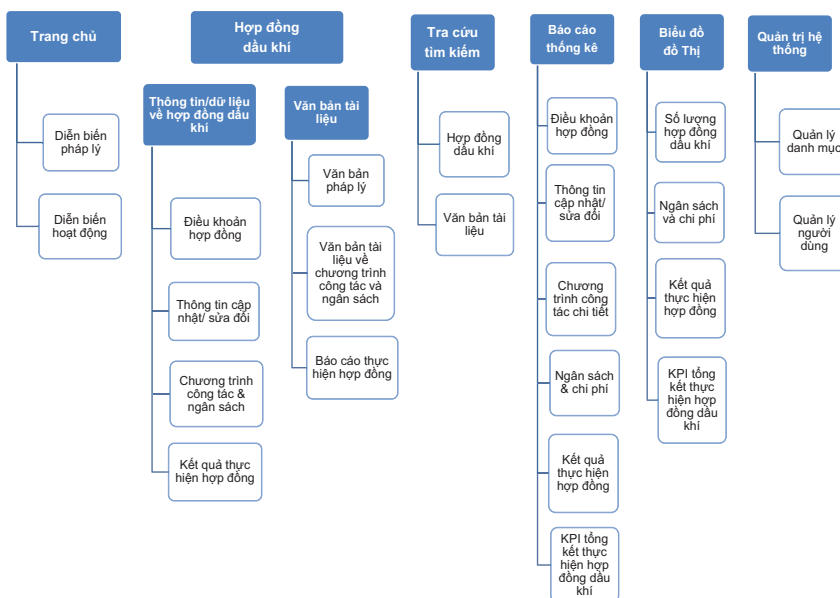 Trang chủ
Diễn biến
pháp lý
Diễn biến
hoạt động
Hợp đồng
dầu khí
Thông tin/dữ liệu
về hợp đồng dầu
khí
Điều khoản
hợp đồng
Thông tin cập
nhật/ sửa đổi
Chương trình
công tác &
ngân sách
Kết quả thực
hiện hợp đồng
Văn bản tài
liệu
Văn bản
pháp lý
Văn bản tài
liệu về
chương trình
công tác và
ngân sách
Báo cáo thực
hiện hợp đồng
Tra cứu
tìm kiếm
Hợp đồng
dầu khí
Văn bản tài
liệu
Báo cáo
thống kê
Điều khoản
hợp đồng
Thông tin
cập nhật/
sửa đổi
Chương
trình công
tác chi tiết
Ngân sách
& chi phí
Kết quả
thực hiện
hợp đồng
KPI tổng
kết thực
hiện hợp
đồng dầu
khí
Biểu đồ
đồ Thị
Số lượng
hợp đồng
dầu khí
Ngân sách
và chi phí
Kết quả
thực hiện
hợp đồng
KPI tổng
kết thực
hiện hợp
đồng dầu
khí
Quản trị hệ
thống
Quản lý
danh mục
Quản lý
người
dùng